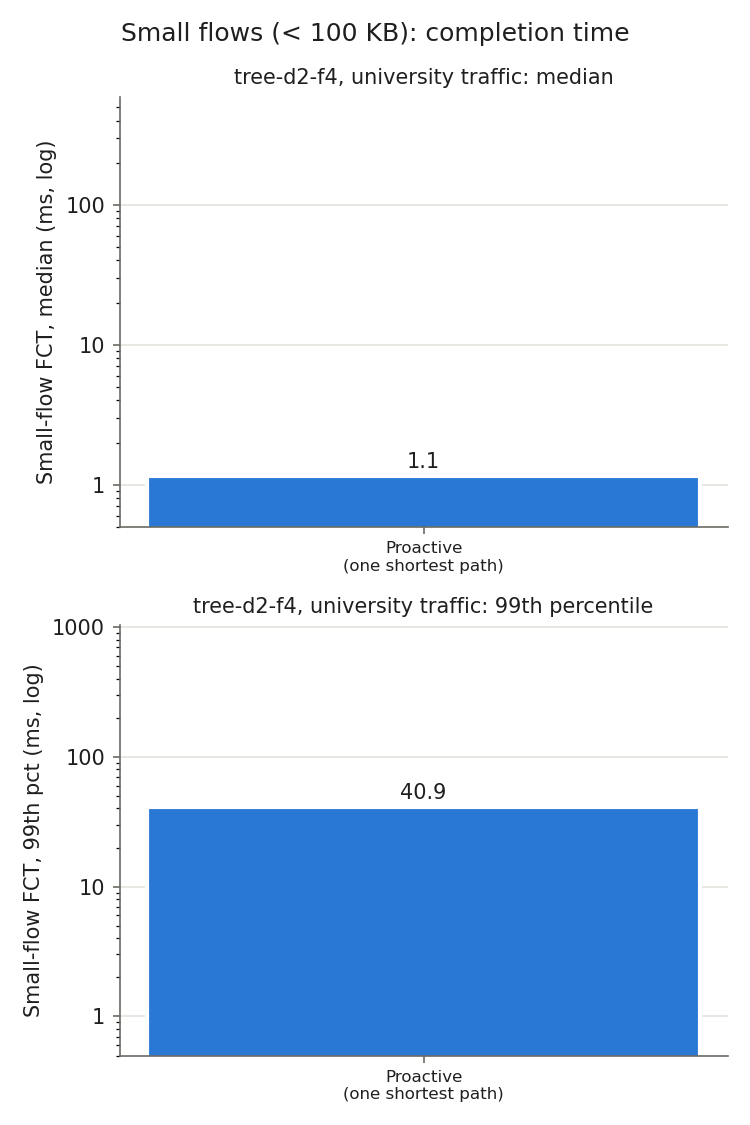 Small flows (< 100 KB): completion time
tree-d2-f4, university traffic: median
Small-flow FCT, median (ms, log)
100
10
1
1.1
Proactive
(one shortest path)
tree-d2-f4, university traffic: 99th percentile
Small-flow FCT, 99th pct (ms, log)
1000
100
10
1
40.9
Proactive
(one shortest path)